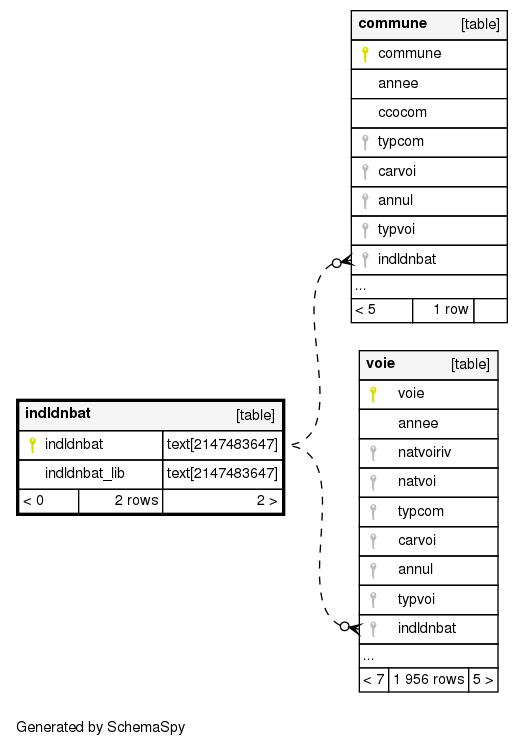 commune [table]
commune
annee
ccocom
typcom
carvoi
annul
typvoi
indldnbat
...
< 5 1 row
voie [table]
voie
annee
natvoiriv
natvoi
typcom
carvoi
annul
typvoi
indldnbat
...
< 7 1 956 rows 5 >
indldnbat [table]
indldnbat text[2147483647]
indldnbat_lib text[2147483647]
< 0 2 rows 2 >
Generated by SchemaSpy